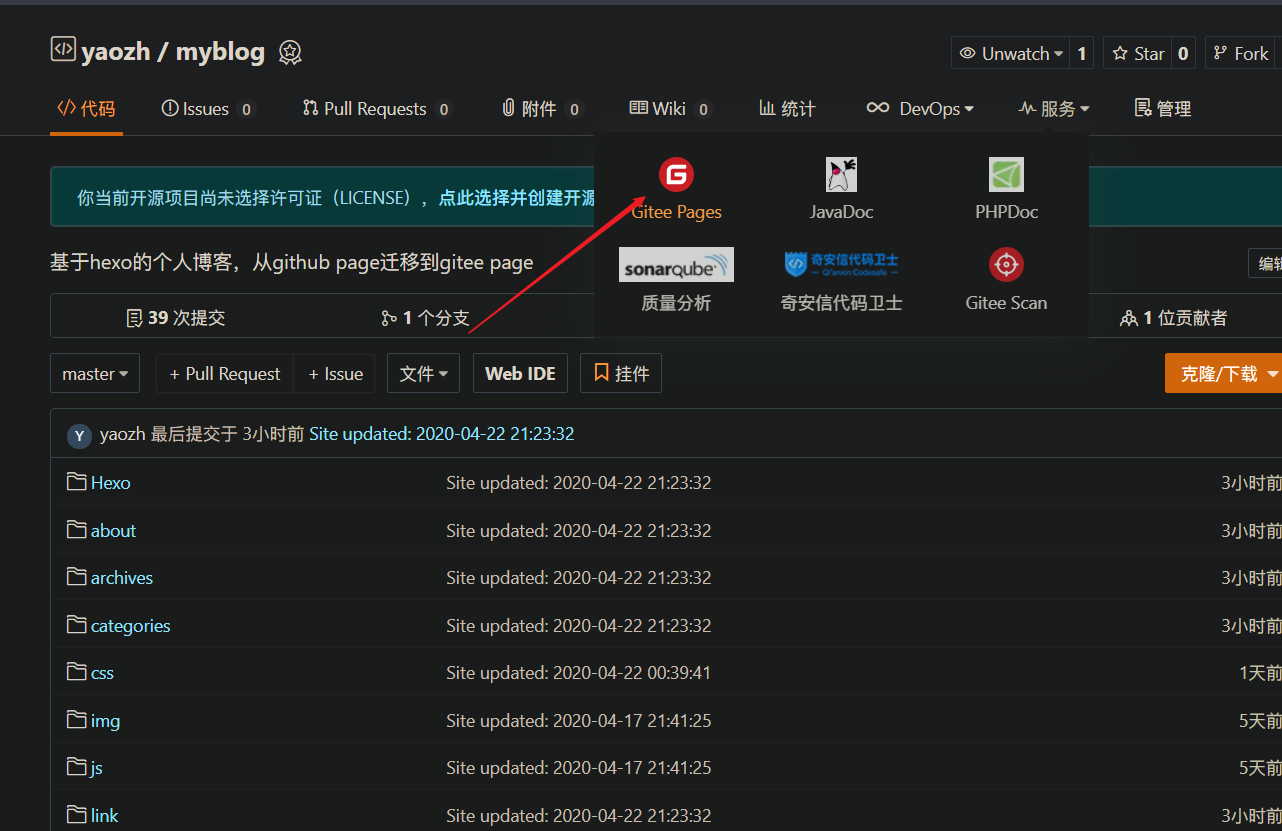 yaozh / myblog
Unwatch 1 Star 0 Fork
代码 Issues 0 Pull Requests 0 附件 0 Wiki 0 统计 DevOps 服务 管理
你当前开源项目尚未选择许可证（LICENSE），点此选择并创建开源
Gitee Pages JavaDoc PHPDoc
sonarqube 奇安信代码卫士
Qi'anxin Codesafe
质量分析 奇安信代码卫士 Gitee Scan
基于hexo的个人博客，从github page迁移到gitee page
编辑
39 次提交 1 个分支 1 位贡献者
master + Pull Request + Issue 文件 Web IDE 挂件 克隆/下载
Y yaozh 最后提交于 3小时前 Site updated: 2020-04-22 21:23:32
Hexo Site updated: 2020-04-22 21:23:32 3小时前
about Site updated: 2020-04-22 21:23:32 3小时前
archives Site updated: 2020-04-22 21:23:32 3小时前
categories Site updated: 2020-04-22 21:23:32 3小时前
css Site updated: 2020-04-22 00:39:41 1天前
img Site updated: 2020-04-17 21:41:25 5天前
js Site updated: 2020-04-17 21:41:25 5天前
link Site updated: 2020-04-22 21:23:32 3小时前